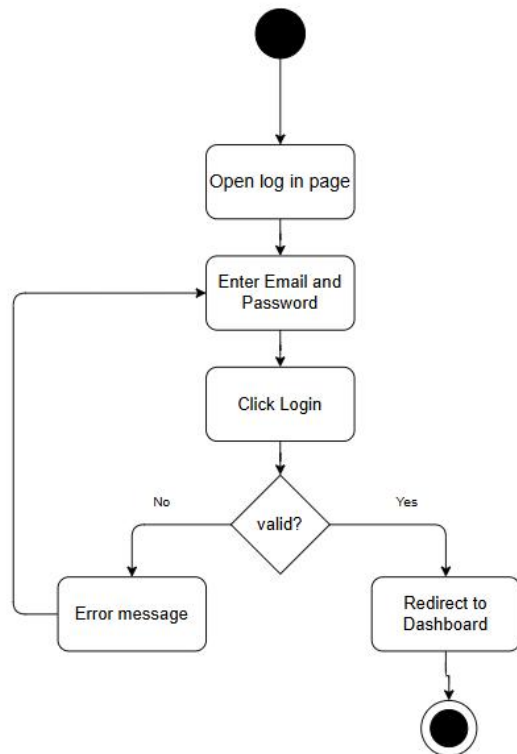 Open log in page
Enter Email and
Password
Click Login
No
Yes
valid?
Error message
Redirect to
Dashboard